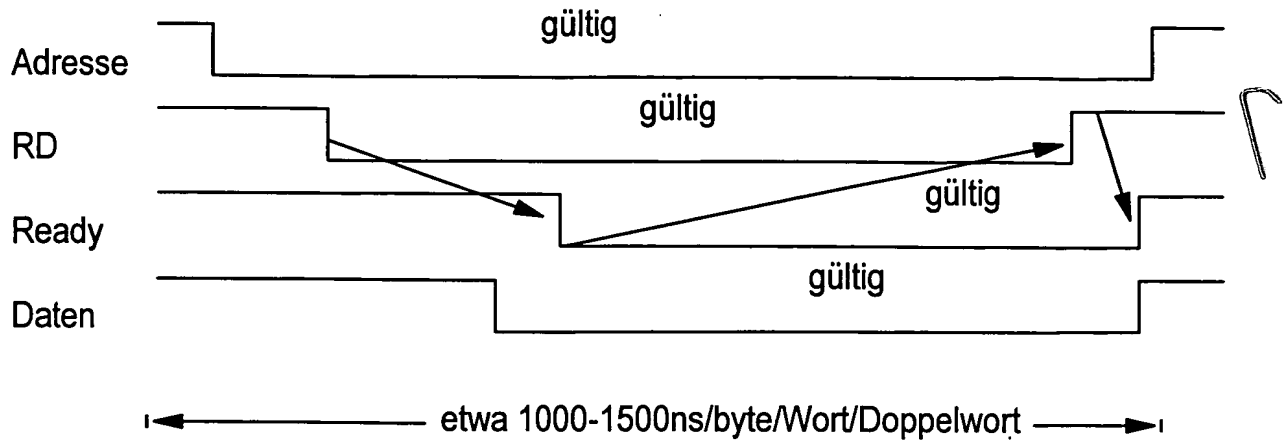 gültig
Adresse
gültig
RD
gültig
Ready
gültig
Daten
etwa 1000-1500ns/byte/Wort/Doppelwort